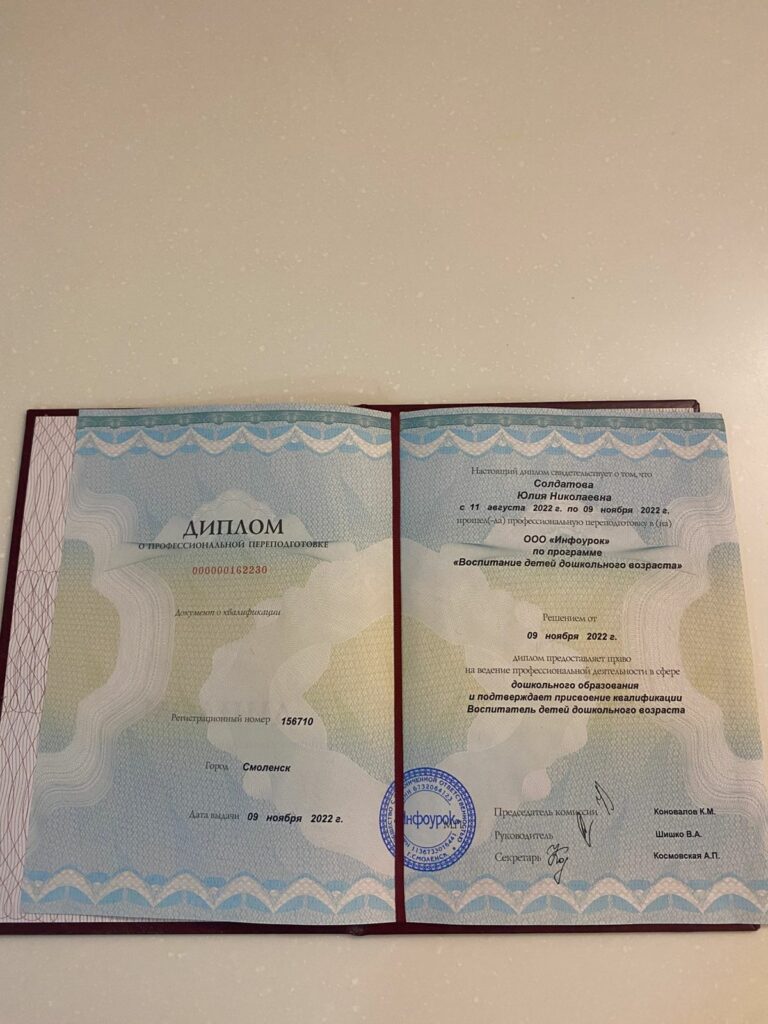 ДИПЛОМ
О ПРОФЕССИОНАЛЬНОЙ ПЕРЕПОДГОТОВКЕ
000000162230
Документ о квалификации
Регистрационный номер 156710
Город Смоленск
Дата выдачи 09 ноября 2022 г.
Настоящий диплом свидетельствует о том, что
Солдатова
Юлия Николаевна
с 11 августа 2022 г. по 09 ноября 2022 г.
прошел(-ла) профессиональную переподготовку в (на)
ООО «Инфоурок»
по программе
«Воспитание детей дошкольного возраста»
Решением от
09 ноября 2022 г.
диплом предоставляет право
на ведение профессиональной деятельности в сфере
дошкольного образования
и подтверждает присвоение квалификации
Воспитатель детей дошкольного возраста
Председатель комиссии Коновалов К.М.
Руководитель Шишко В.А.
Секретарь Космовская А.П.
М.П.
«Инфоурок»
Г.СМОЛЕНСК